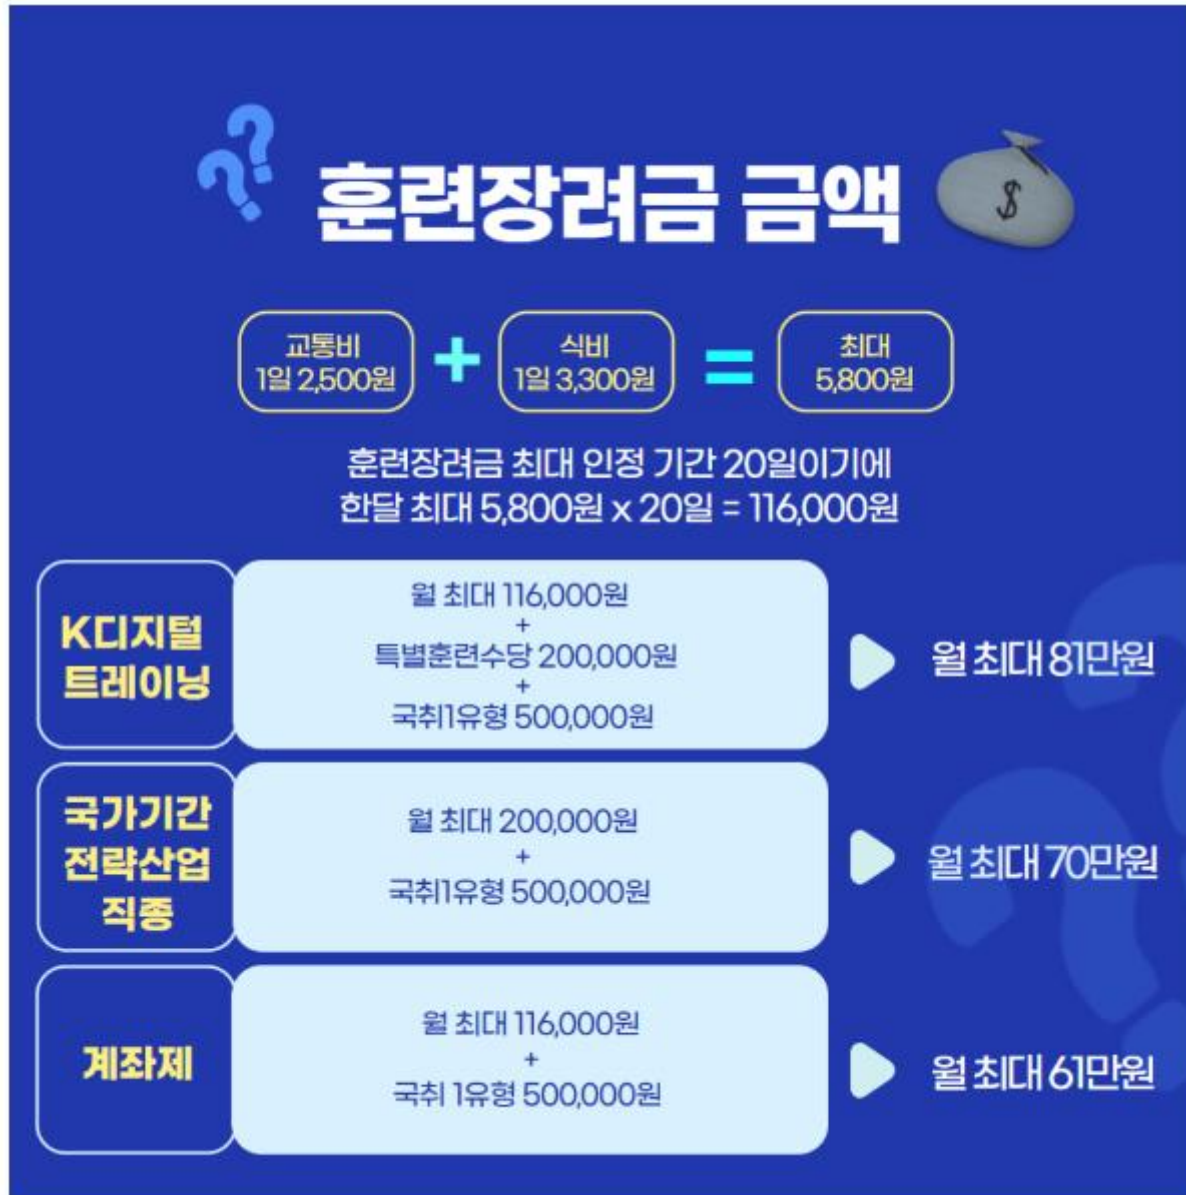 ??
훈련장려금 금액
$
교통비
1일 2,500원
+
식비
1일 3,300원
=
최대
5,800원
훈련장려금 최대 인정 기간 20일이기에
한달 최대 5,800원 x 20일 = 116,000원
K디지털
트레이닝
월 최대 116,000원
+
특별훈련수당 200,000원
+
국취1유형 500,000원
월 최대 81만원
국가기간
전략산업
직종
월 최대 200,000원
+
국취1유형 500,000원
월 최대 70만원
계좌제
월 최대 116,000원
+
국취 1유형 500,000원
월 최대 61만원